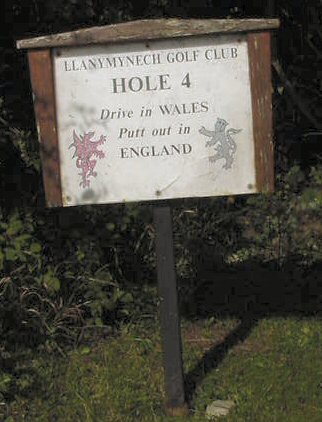 LLANYMYNECH GOLF CLUB
HOLE 4
Drive in WALES
Putt out in
ENGLAND